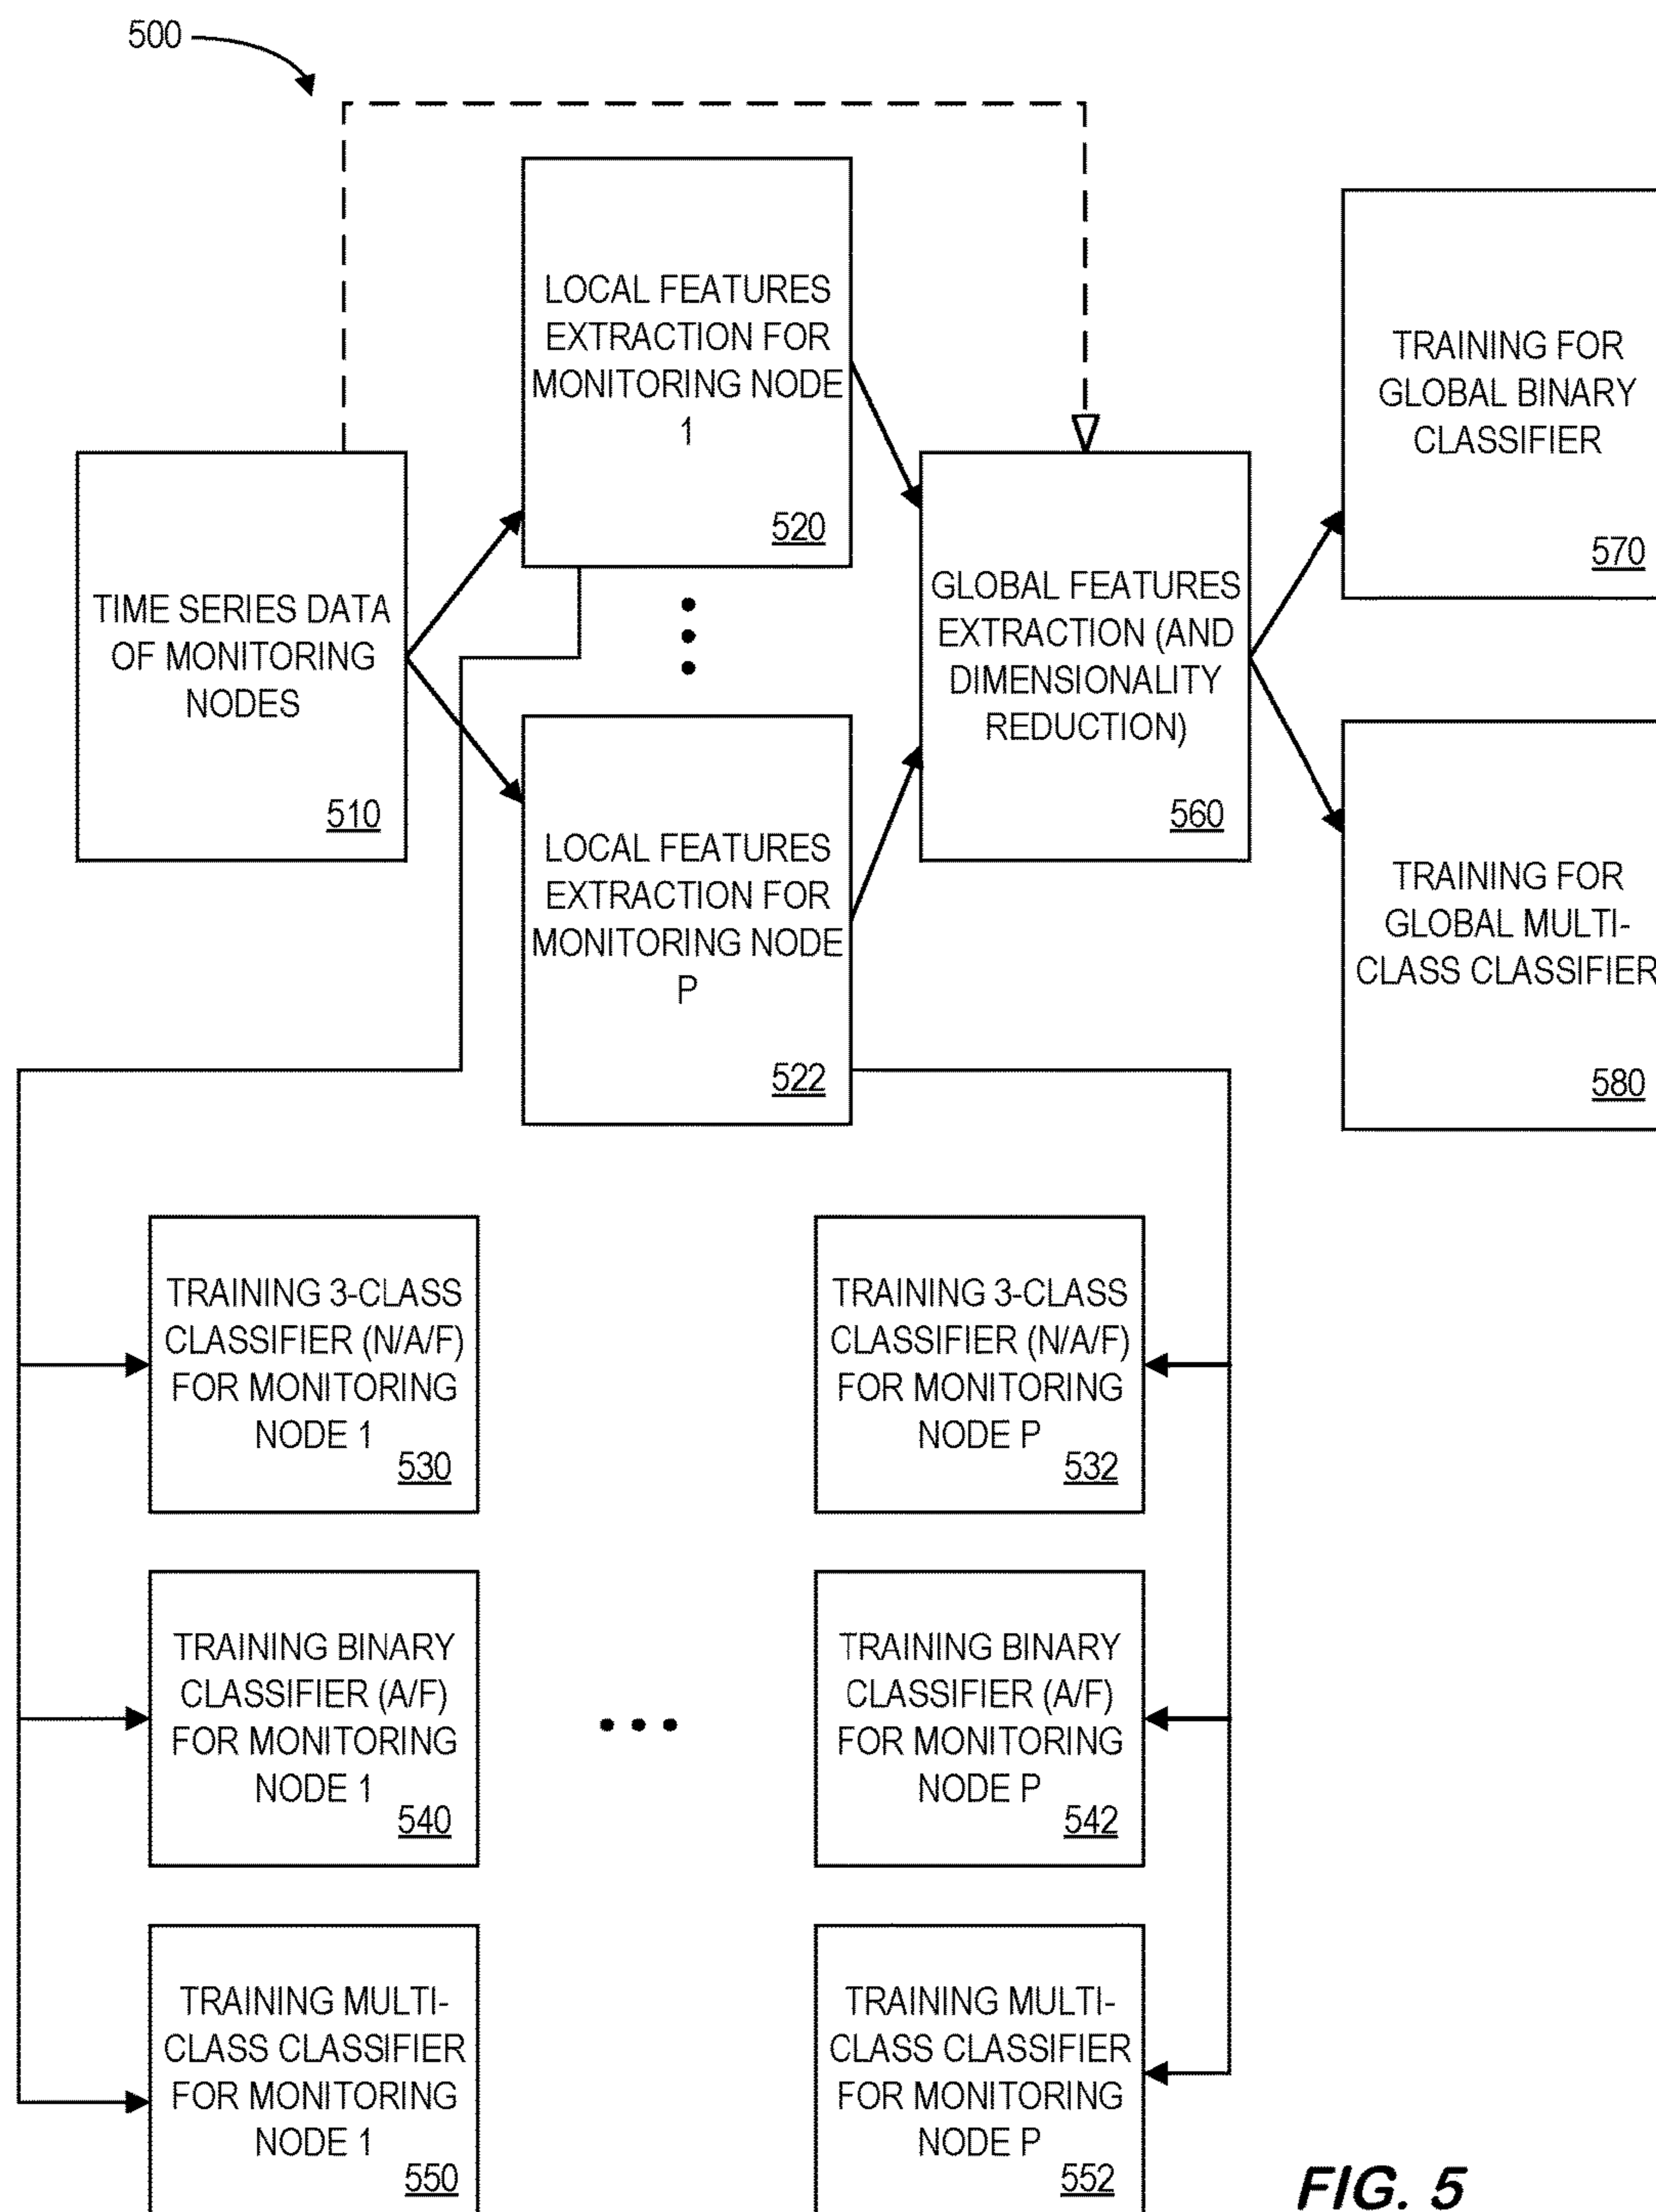 500
LOCAL FEATURES
EXTRACTION FOR
MONITORING NODE
1
520
TIME SERIES DATA
OF MONITORING
NODES
510
LOCAL FEATURES
EXTRACTION FOR
MONITORING NODE
P
522
GLOBAL FEATURES
EXTRACTION (AND
DIMENSIONALITY
REDUCTION)
560
TRAINING FOR
GLOBAL BINARY
CLASSIFIER
570
TRAINING FOR
GLOBAL MULTI-
CLASS CLASSIFIER
580
TRAINING 3-CLASS
CLASSIFIER (N/A/F)
FOR MONITORING
NODE 1
530
TRAINING 3-CLASS
CLASSIFIER (N/A/F)
FOR MONITORING
NODE P
532
TRAINING BINARY
CLASSIFIER (A/F)
FOR MONITORING
NODE 1
540
TRAINING BINARY
CLASSIFIER (A/F)
FOR MONITORING
NODE P
542
TRAINING MULTI-
CLASS CLASSIFIER
FOR MONITORING
NODE 1
550
TRAINING MULTI-
CLASS CLASSIFIER
FOR MONITORING
NODE P
552
FIG. 5